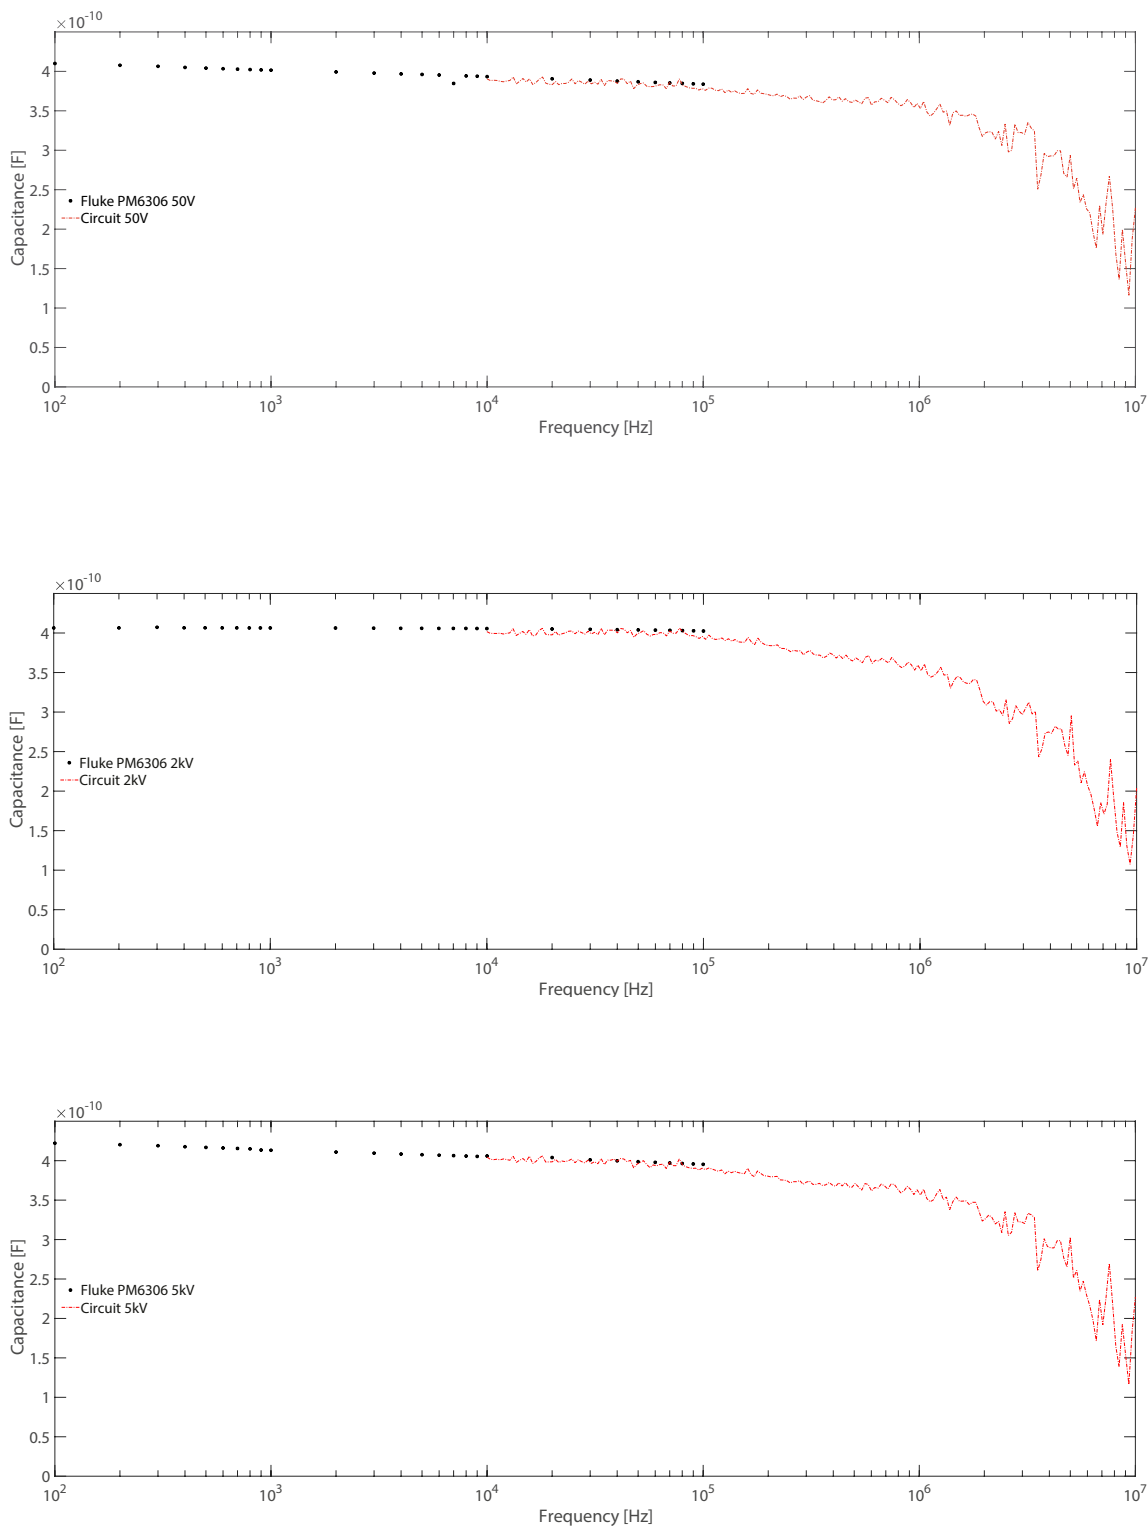 ×10-10
4
3.5
3
2.5
2
1.5
1
0.5
0
Capacitance [F]
Fluke PM6306 50V
Circuit 50V
10² 10³ 10⁴ 10⁵ 10⁶ 10⁷
Frequency [Hz]
×10-10
4
3.5
3
2.5
2
1.5
1
0.5
0
Capacitance [F]
Fluke PM6306 2kV
Circuit 2kV
10² 10³ 10⁴ 10⁵ 10⁶ 10⁷
Frequency [Hz]
×10-10
4
3.5
3
2.5
2
1.5
1
0.5
0
Capacitance [F]
Fluke PM6306 5kV
Circuit 5kV
10² 10³ 10⁴ 10⁵ 10⁶ 10⁷
Frequency [Hz]